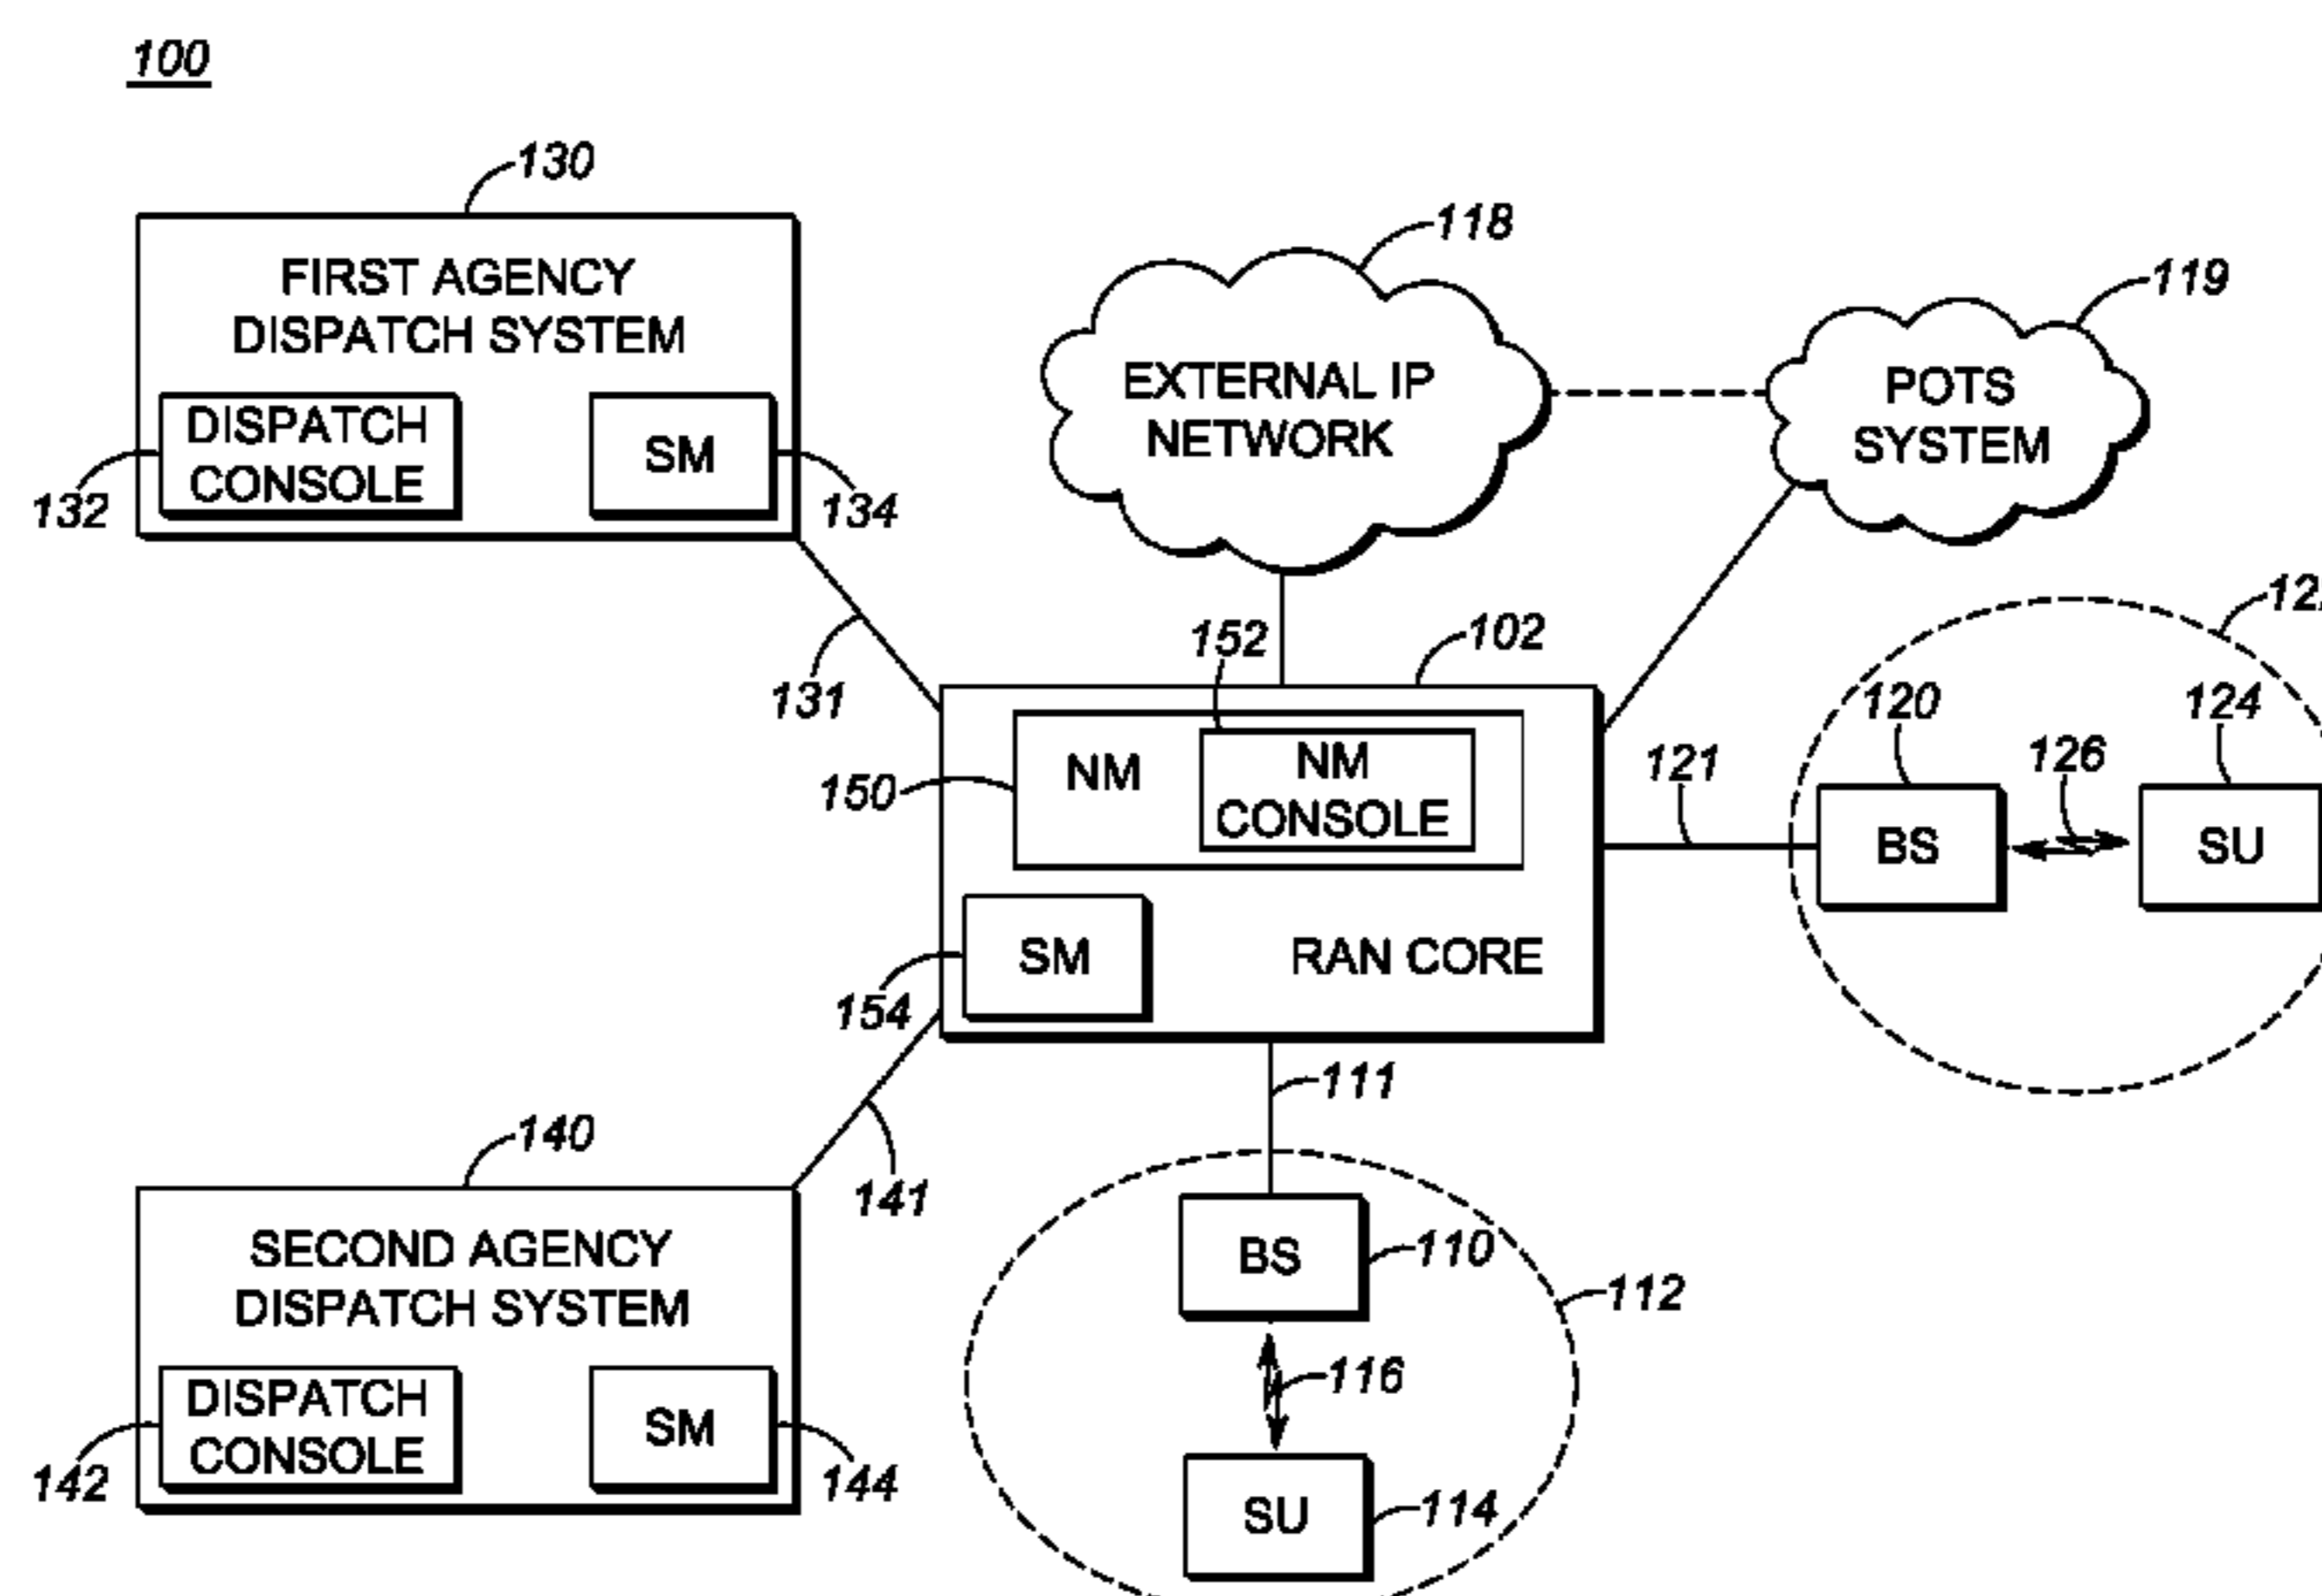 100
130
FIRST AGENCY
DISPATCH SYSTEM
DISPATCH
CONSOLE
SM
132
134
131
118
EXTERNAL IP
NETWORK
119
POTS
SYSTEM
152
102
150
NM
NM
CONSOLE
SM
RAN CORE
154
121
120
126
124
BS
SU
140
141
SECOND AGENCY
DISPATCH SYSTEM
DISPATCH
CONSOLE
SM
142
144
111
BS
110
112
116
SU
114